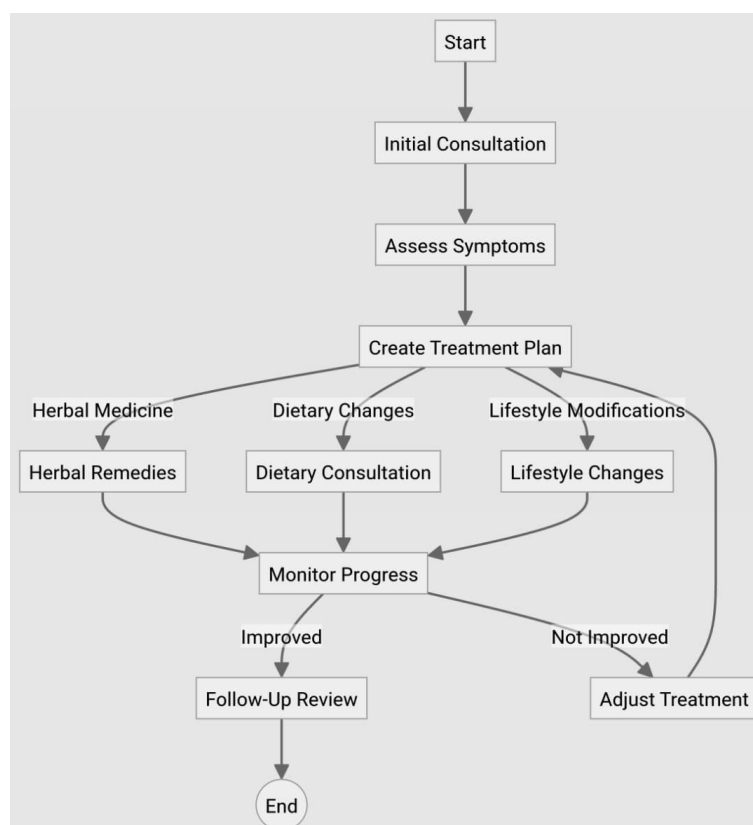 Start
Initial Consultation
Assess Symptoms
Create Treatment Plan
Herbal Medicine
Dietary Changes
Lifestyle Modifications
Herbal Remedies
Dietary Consultation
Lifestyle Changes
Monitor Progress
Improved
Not Improved
Follow-Up Review
Adjust Treatment
End